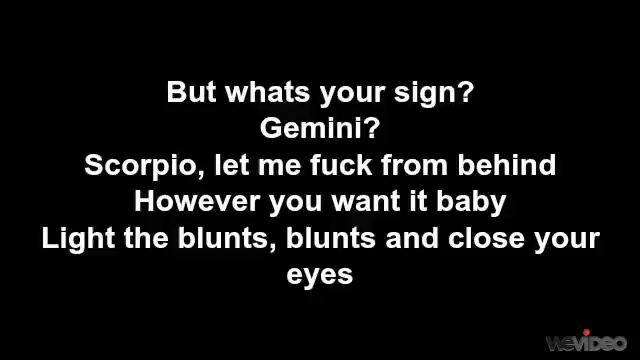 But whats your sign?
Gemini?
Scorpio, let me fuck from behind
However you want it baby
Light the blunts, blunts and close your
eyes
WEVIDEO